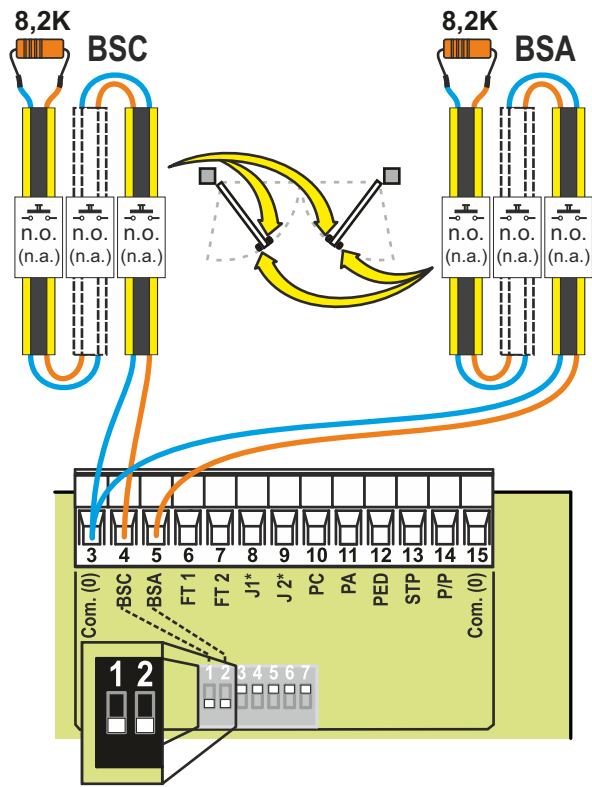 8,2K BSC 8,2K BSA
n.o. n.o. n.o. n.o. n.o. n.o.
(n.a.) (n.a.) (n.a.) (n.a.) (n.a.) (n.a.)
3 4 5 6 7 8 9 10 11 12 13 14 15
Com. (0)
BSC
BSA
FT 1
FT 2
J1*
J 2*
PC
PA
PED
STP
P/P
Com. (0)
1 2 3 4 5 6 7
1 2